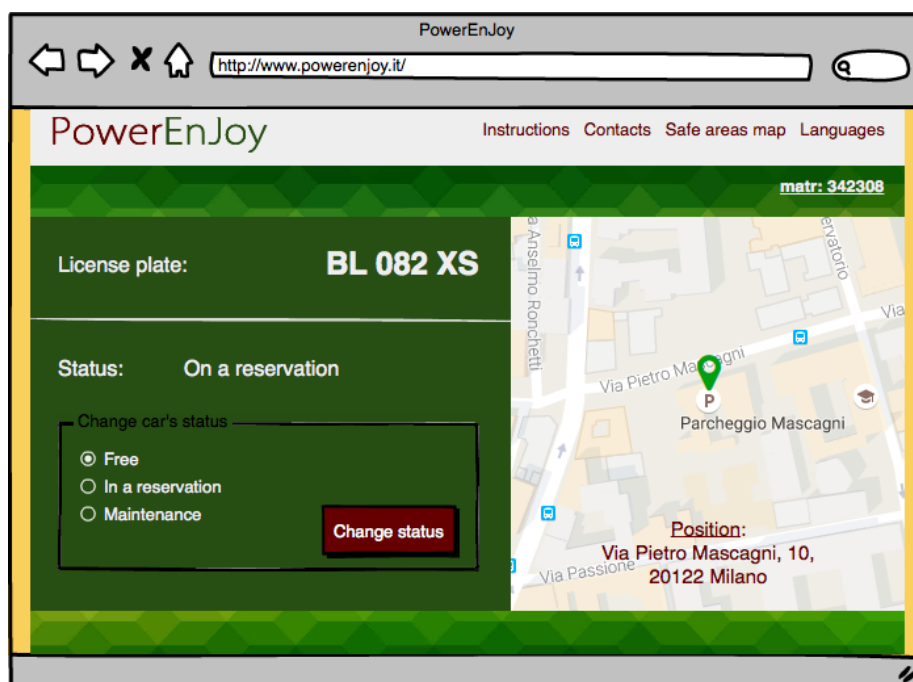 PowerEnJoy
http://www.powerenjoy.it/
PowerEnJoy
Instructions Contacts Safe areas map Languages
matr: 342308
License plate: BL 082 XS
Status: On a reservation
Change car's status
Free
In a reservation
Maintenance
Change status
a Anselmo Ronchetti
ervatorio
Via
Via Pietro Mascagni
P
Parcheggio Mascagni
Via Passione
Position:
Via Pietro Mascagni, 10,
20122 Milano